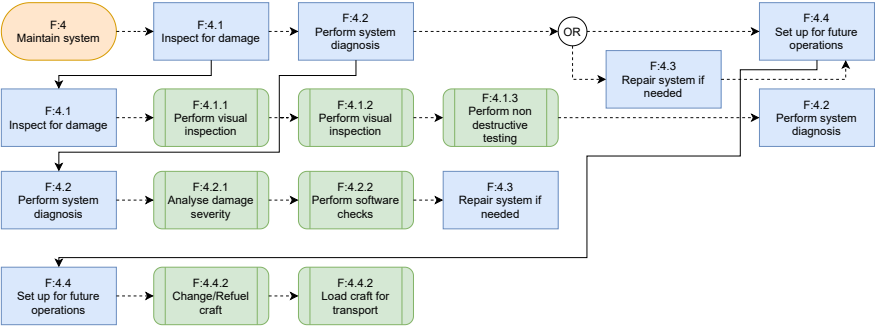 F:4
Maintain system
F:4.1
Inspect for damage
F:4.2
Perform system
diagnosis
OR
F:4.4
Set up for future
operations
F:4.3
Repair system if
needed
F:4.1
Inspect for damage
F:4.1.1
Perform visual
inspection
F:4.1.2
Perform visual
inspection
F:4.1.3
Perform non
destructive
testing
F:4.2
Perform system
diagnosis
F:4.2
Perform system
diagnosis
F:4.2.1
Analyse damage
severity
F:4.2.2
Perform software
checks
F:4.3
Repair system if
needed
F:4.4
Set up for future
operations
F:4.4.2
Change/Refuel
craft
F:4.4.2
Load craft for
transport